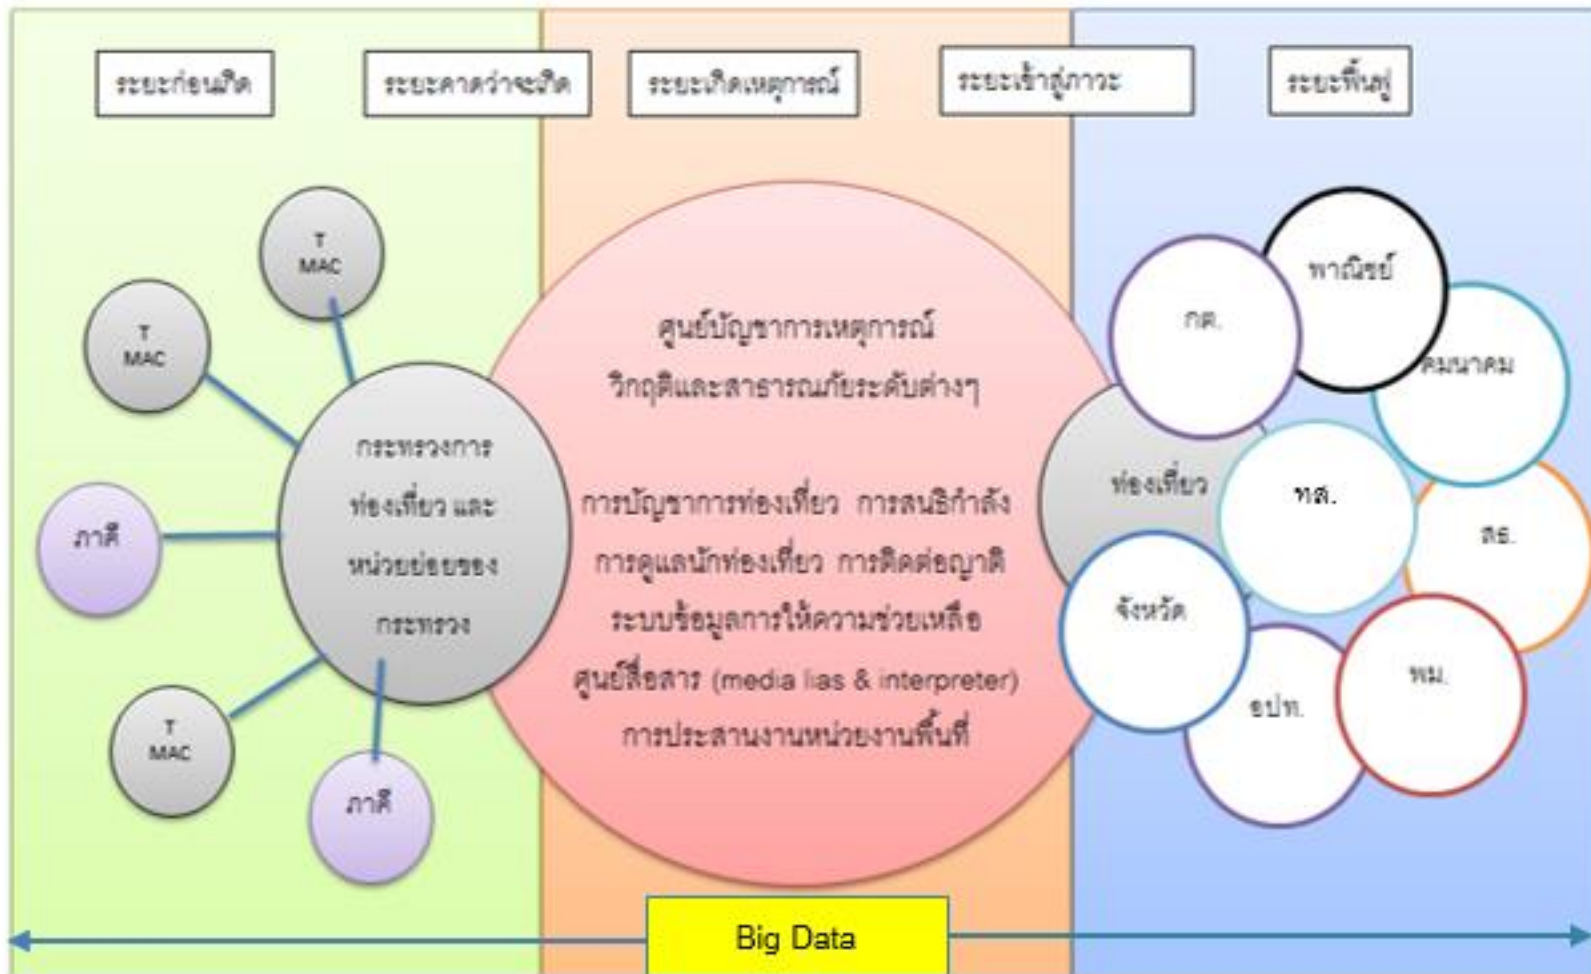 ระยะก่อนเกิด
ระยะคาดว่าจะเกิด
ระยะเกิดเหตุการณ์
ระยะเข้าสู่ภาวะ
ระยะฟื้นฟู
T
MAC
T
MAC
ภาคี
T
MAC
ภาคี
กระทรวงการ
ท่องเที่ยว และ
หน่วยย่อยของ
กระทรวง
ศูนย์บัญชาการเหตุการณ์
วิกฤติและสาธารณภัยระดับต่างๆ
การบัญชาการท่องเที่ยว การสนธิกำลัง
การดูแลนักท่องเที่ยว การติดต่อญาติ
ระบบข้อมูลการให้ความช่วยเหลือ
ศูนย์สื่อสาร (media lias & interpreter)
การประสานงานหน่วยงานพื้นที่
ท่องเที่ยว
กต.
พาณิชย์
คมนาคม
ทส.
สธ.
จังหวัด
อปท.
พม.
Big Data